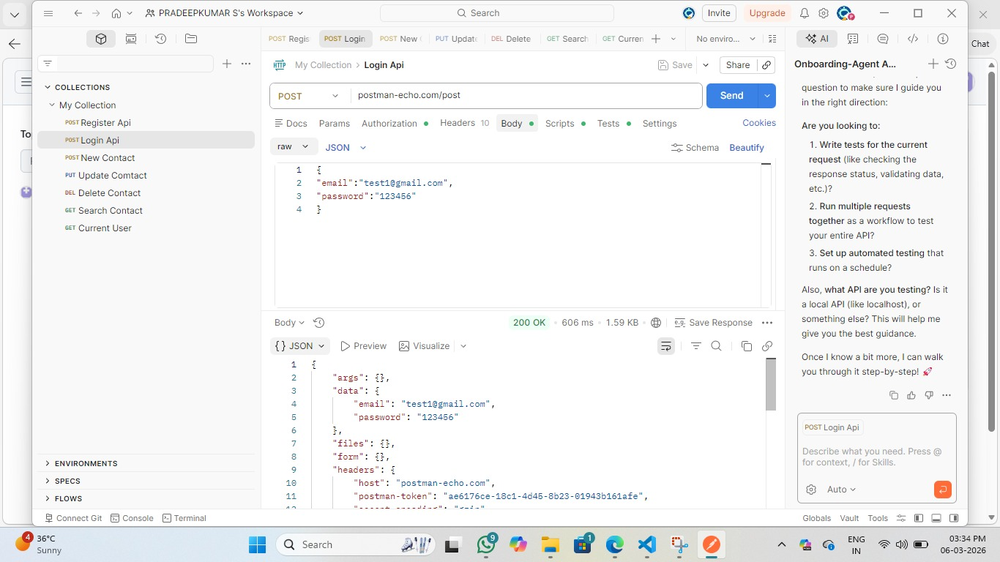 PRADEEPKUMAR S's Workspace
Search
Invite
Upgrade
Chat
To
POST Regis
POST Login
POST New
PUT Updat
DEL Delete
GET Search
GET Curren
No enviro...
AI
My Collection > Login Api
Save
Share
Onboarding-Agent A...
COLLECTIONS
My Collection
POST Register Api
POST Login Api
POST New Contact
PUT Update Comtact
DEL Delete Contact
GET Search Contact
GET Current User
ENVIRONMENTS
SPECS
FLOWS
POST
postman-echo.com/post
Send
Docs
Params
Authorization
Headers 10
Body
Scripts
Tests
Settings
Cookies
raw
JSON
Schema
Beautify
1 {
2 "email":"test1@gmail.com",
3 "password":"123456"
4 }
Body
200 OK
606 ms
1.59 KB
e.g. Save Response
{} JSON
Preview
Visualize
1 {
2 "args": {},
3 "data": {
4 "email": "test1@gmail.com",
5 "password": "123456"
6 },
7 "files": {},
8 "form": {},
9 "headers": {
10 "host": "postman-echo.com",
11 "postman-token": "ae6176ce-18c1-4d45-8b23-01943b161afe",
question to make sure I guide you
in the right direction:
Are you looking to:
1. Write tests for the current
request (like checking the
response status, validating data,
etc.)?
2. Run multiple requests
together as a workflow to test
your entire API?
3. Set up automated testing that
runs on a schedule?
Also, what API are you testing? Is it
a local API (like localhost), or
something else? This will help me
give you the best guidance.
Once I know a bit more, I can walk
you through it step-by-step! 🚀
POST Login Api
Describe what you need. Press @
for context, / for Skills.
Auto
Connect Git
Console
Terminal
Globals
Vault
Tools
4
36°C
Sunny
Search
9
1
ENG
IN
03:34 PM
06-03-2026